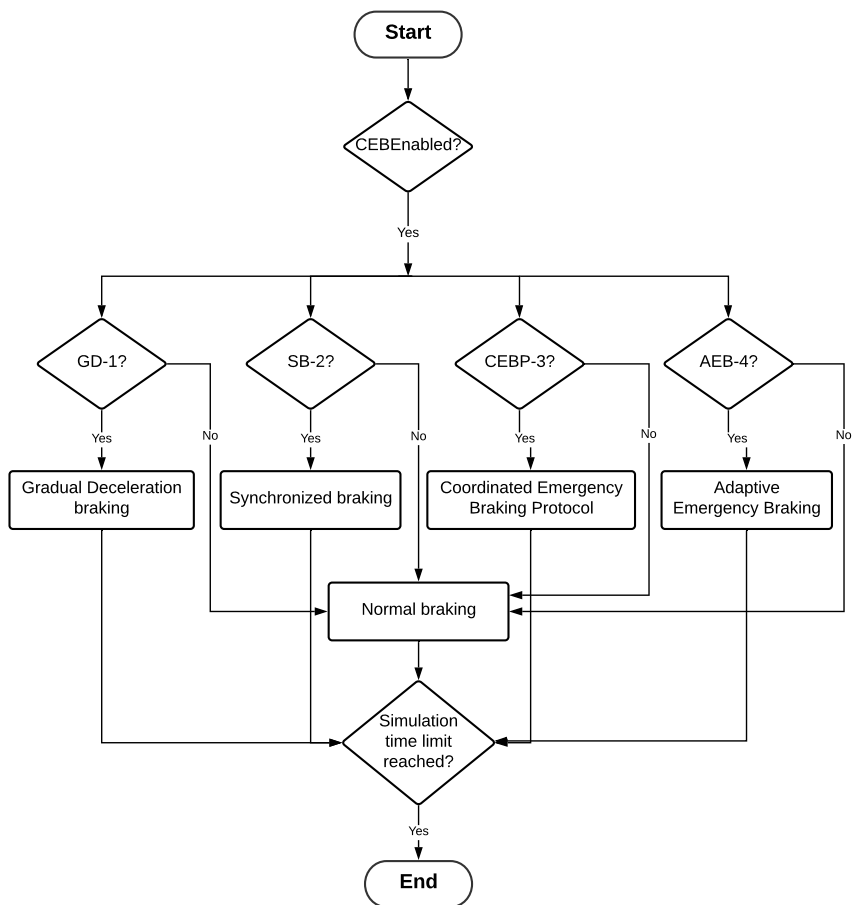 Start
CEBEnabled?
Yes
GD-1?
SB-2?
CEBP-3?
AEB-4?
Yes
No
Yes
No
Yes
No
Yes
No
Gradual Deceleration
braking
Synchronized braking
Coordinated Emergency
Braking Protocol
Adaptive
Emergency Braking
Normal braking
Simulation
time limit
reached?
Yes
End